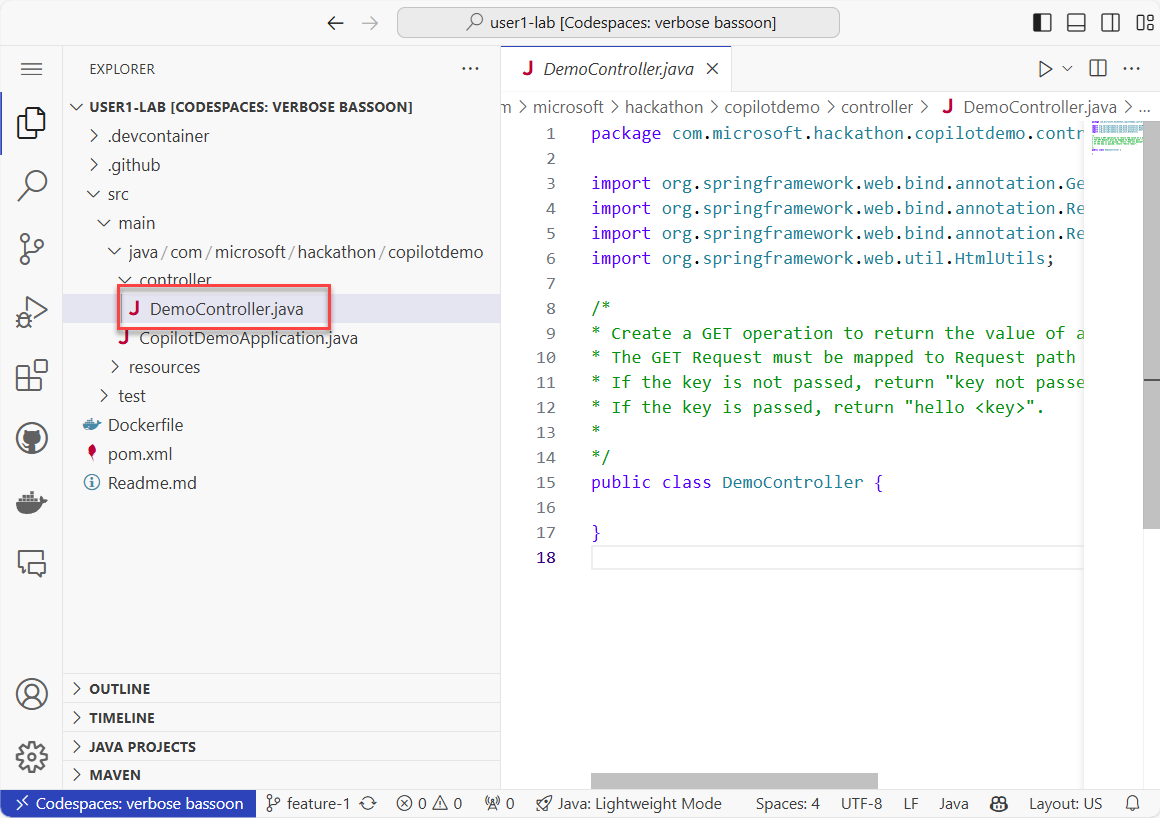 user1-lab [Codespaces: verbose bassoon]
EXPLORER
USER1-LAB [CODESPACES: VERBOSE BASSOON]
.devcontainer
.github
src
main
java / com / microsoft / hackathon / copilotdemo
controller
DemoController.java
CopilotDemoApplication.java
resources
test
Dockerfile
pom.xml
Readme.md
OUTLINE
TIMELINE
JAVA PROJECTS
MAVEN
DemoController.java
m > microsoft > hackathon > copilotdemo > controller > DemoController.java > ...
1 package com.microsoft.hackathon.copilotdemo.contr
2
3 import org.springframework.web.bind.annotation.Ge
4 import org.springframework.web.bind.annotation.Re
5 import org.springframework.web.bind.annotation.Re
6 import org.springframework.web.util.HtmlUtils;
7
8 /*
9 * Create a GET operation to return the value of a
10 * The GET Request must be mapped to Request path
11 * If the key is not passed, return "key not passe
12 * If the key is passed, return "hello <key>".
13 *
14 */
15 public class DemoController {
16
17 }
18
Codespaces: verbose bassoon feature-1 0 0 0 Java: Lightweight Mode Spaces: 4 UTF-8 LF Java Layout: US